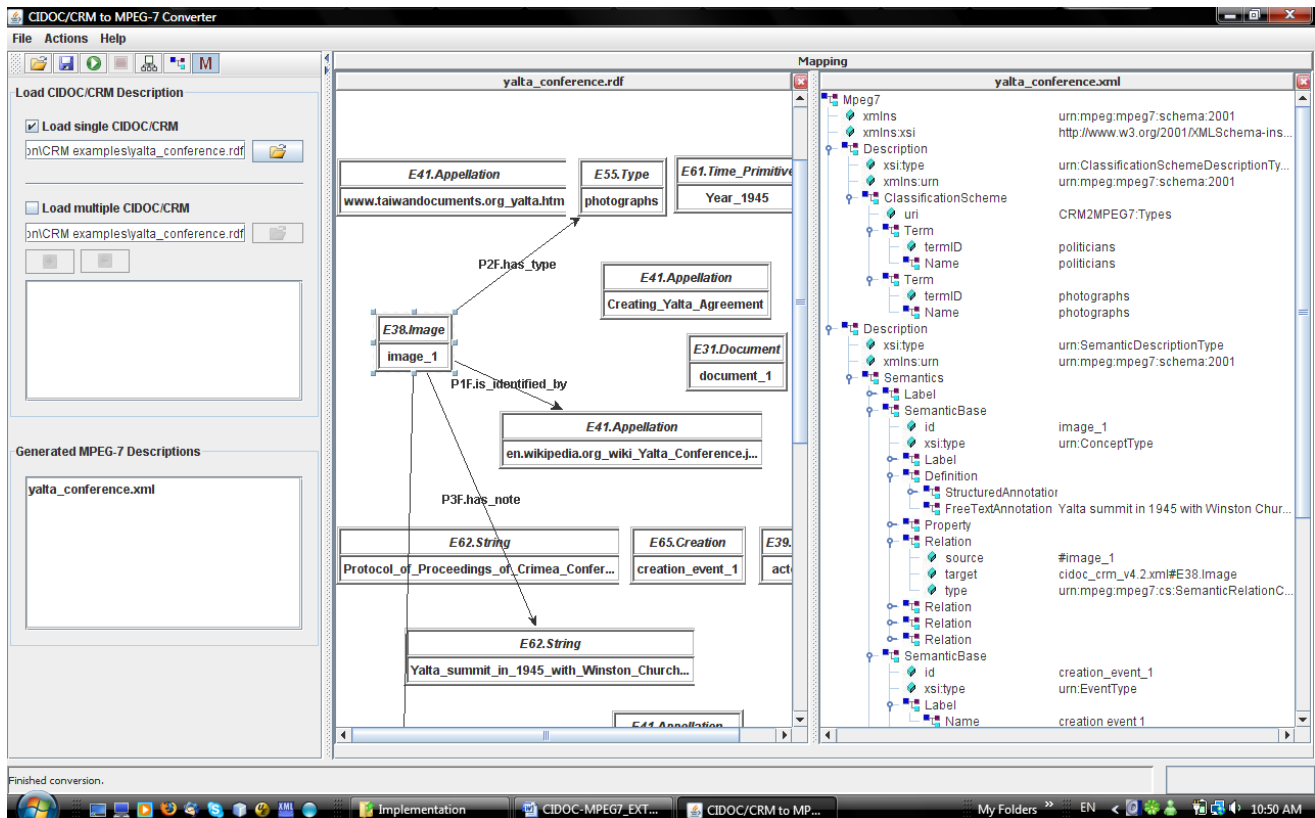 CIDOC/CRM to MPEG-7 Converter
File Actions Help
M
Load CIDOC/CRM Description
Load single CIDOC/CRM
on\CRM examples\yalta_conference.rdf
Load multiple CIDOC/CRM
on\CRM examples\yalta_conference.rdf
Generated MPEG-7 Descriptions
yalta_conference.xml
Mapping
yalta_conference.rdf
E41.Appellation
www.taiwandocuments.org_yalta.htm
E55.Type
photographs
E61.Time_Primitive
Year_1945
P2F.has_type
E41.Appellation
Creating_Yalta_Agreement
E38.Image
image_1
E31.Document
document_1
P1F.is_identified_by
E41.Appellation
en.wikipedia.org_wiki_Yalta_Conference.j...
P3F.has_note
E62.String
Protocol_of_Proceedings_of_Crimea_Confer...
E65.Creation
creation_event_1
E39.
act
E62.String
Yalta_summit_in_1945_with_Winston_Church...
E41.Appellation
yalta_conference.xml
Mpeg7
xmlns urn:mpeg:mpeg7:schema:2001
xmlns:xsi http://www.w3.org/2001/XMLSchema-ins...
Description
xsi:type urn:ClassificationSchemeDescriptionTy...
xmlns:urn urn:mpeg:mpeg7:schema:2001
ClassificationScheme
uri CRM2MPEG7:Types
Term
termID politicians
Name politicians
Term
termID photographs
Name photographs
Description
xsi:type urn:SemanticDescriptionType
xmlns:urn urn:mpeg:mpeg7:schema:2001
Semantics
Label
SemanticBase
id image_1
xsi:type urn:ConceptType
Label
Definition
StructuredAnnotation
FreeTextAnnotation Yalta summit in 1945 with Winston Chur...
Property
Relation
source #image_1
target cidoc_crm_v4.2.xml#E38.Image
type urn:mpeg:mpeg7:cs:SemanticRelationC...
Relation
Relation
Relation
SemanticBase
id creation_event_1
xsi:type urn:EventType
Label
Name creation event 1
Finished conversion.
Implementation
CIDOC-MPEG7_EXT...
CIDOC/CRM to MP...
My Folders
EN
10:50 AM